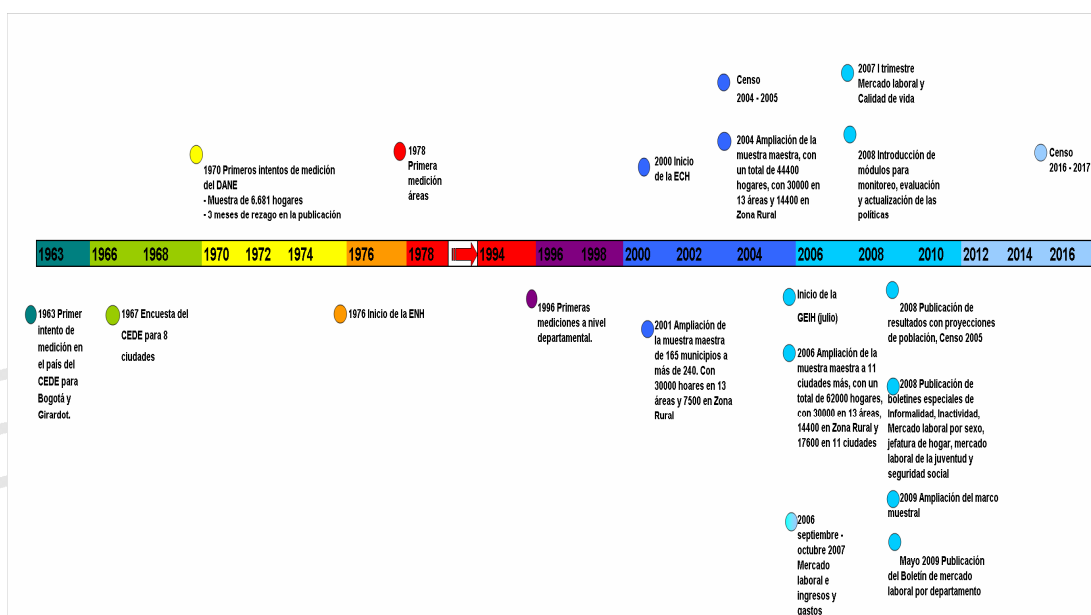 2007 I trimestre
Mercado laboral y
Calidad de vida
Censo
2004 - 2005
2004 Ampliación de la
muestra maestra, con
un total de 44400
hogares, con 30000 en
13 áreas y 14400 en
Zona Rural
1970 Primeros intentos de medición
del DANE
- Muestra de 6.681 hogares
- 3 meses de rezago en la publicación
1978
Primera
medición
áreas
2000 Inicio
de la ECH
2008 Introducción de
módulos para
monitoreo, evaluación
y actualización de las
políticas
Censo
2016 - 2017
1963 1966 1968 1970 1972 1974 1976 1978 1994 1996 1998 2000 2002 2004 2006 2008 2010 2012 2014 2016
1963 Primer
intento de
medición en
el país del
CEDE para
Bogotá y
Girardot.
1967 Encuesta del
CEDE para 8
ciudades
1976 Inicio de la ENH
1996 Primeras
mediciones a nivel
departamental.
2001 Ampliación de
la muestra maestra
de 165 municipios a
más de 240. Con
30000 hoares en 13
áreas y 7500 en Zona
Rural
Inicio de la
GEIH (julio)
2006 Ampliación de la
muestra maestra a 11
ciudades más, con un
total de 62000 hogares,
con 30000 en 13 áreas,
14400 en Zona Rural y
17600 en 11 ciudades
2006
septiembre -
octubre 2007
Mercado
laboral e
ingresos y
gastos
2008 Publicación de
resultados con proyecciones
de población, Censo 2005
2008 Publicación de
boletines especiales de
Informalidad, Inactividad,
Mercado laboral por sexo,
jefatura de hogar, mercado
laboral de la juventud y
seguridad social
2009 Ampliación del marco
muestral
Mayo 2009 Publicación
del Boletín de mercado
laboral por departamento